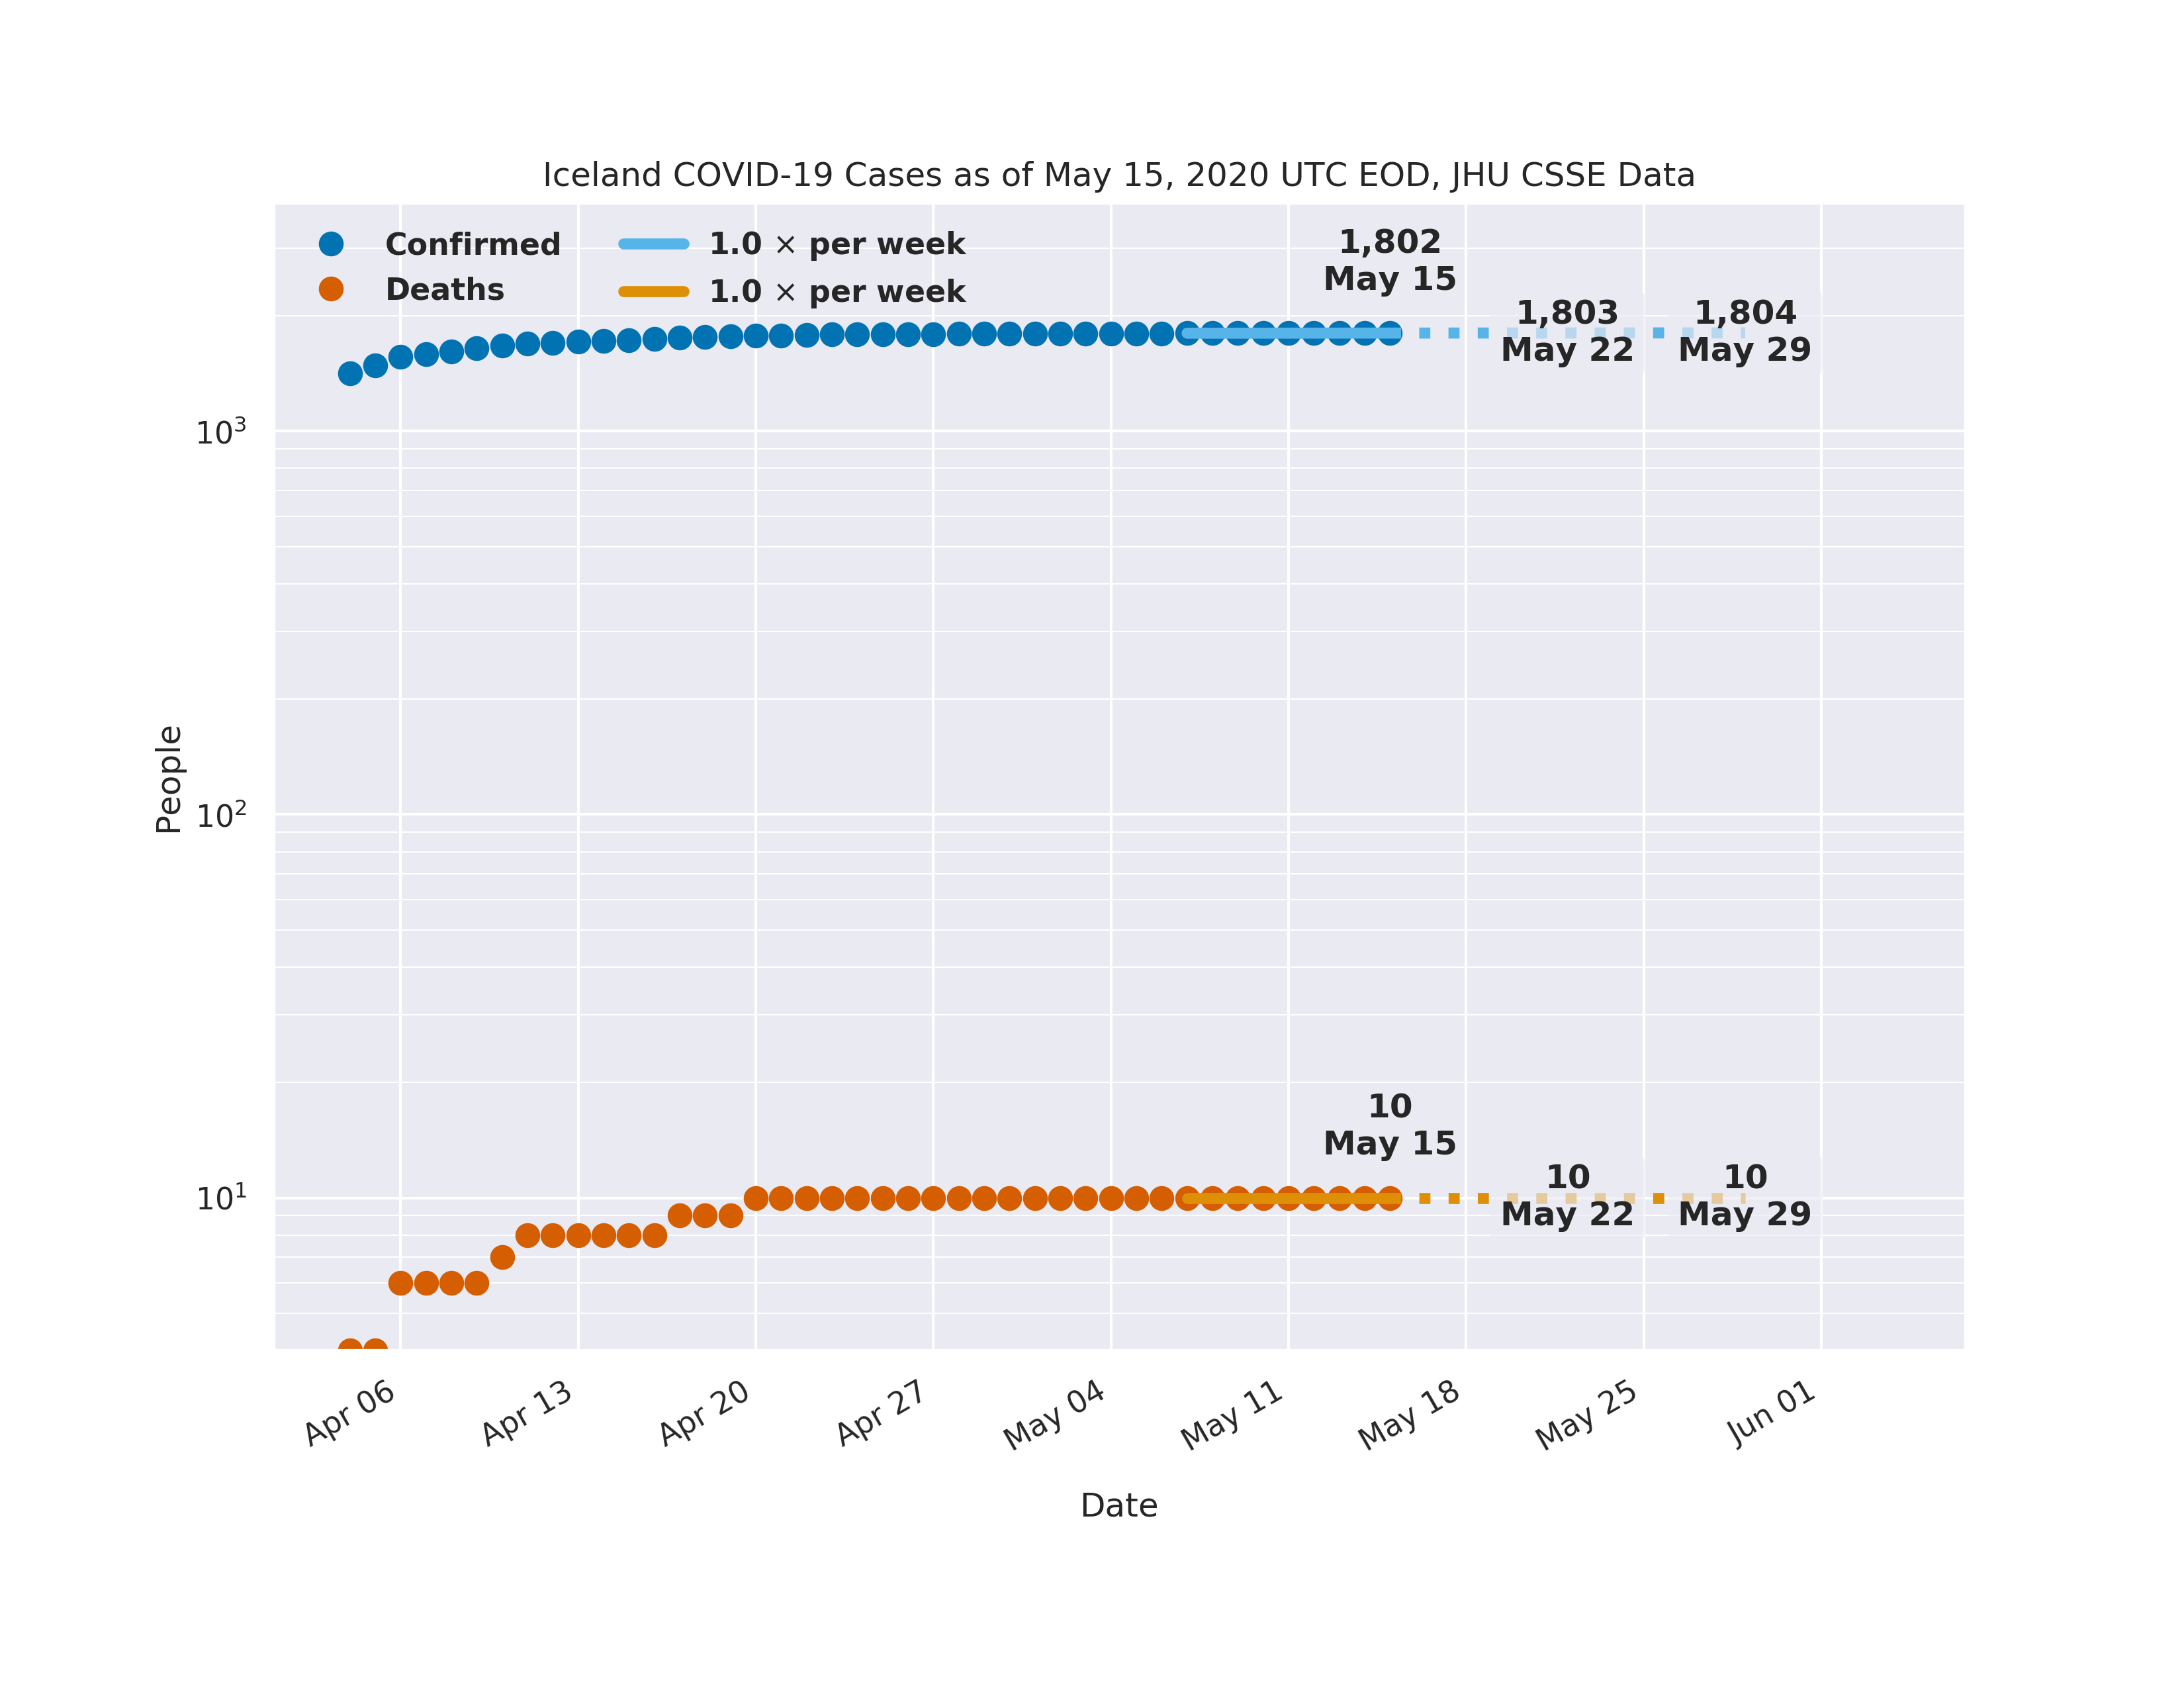 Iceland COVID-19 Cases as of May 15, 2020 UTC EOD, JHU CSSE Data
Confirmed
Deaths
1.0 × per week
1.0 × per week
1,802
May 15
1,803
May 22
1,804
May 29
10³
10²
10¹
People
10
May 15
10
May 22
10
May 29
Apr 06
Apr 13
Apr 20
Apr 27
May 04
May 11
May 18
May 25
Jun 01
Date